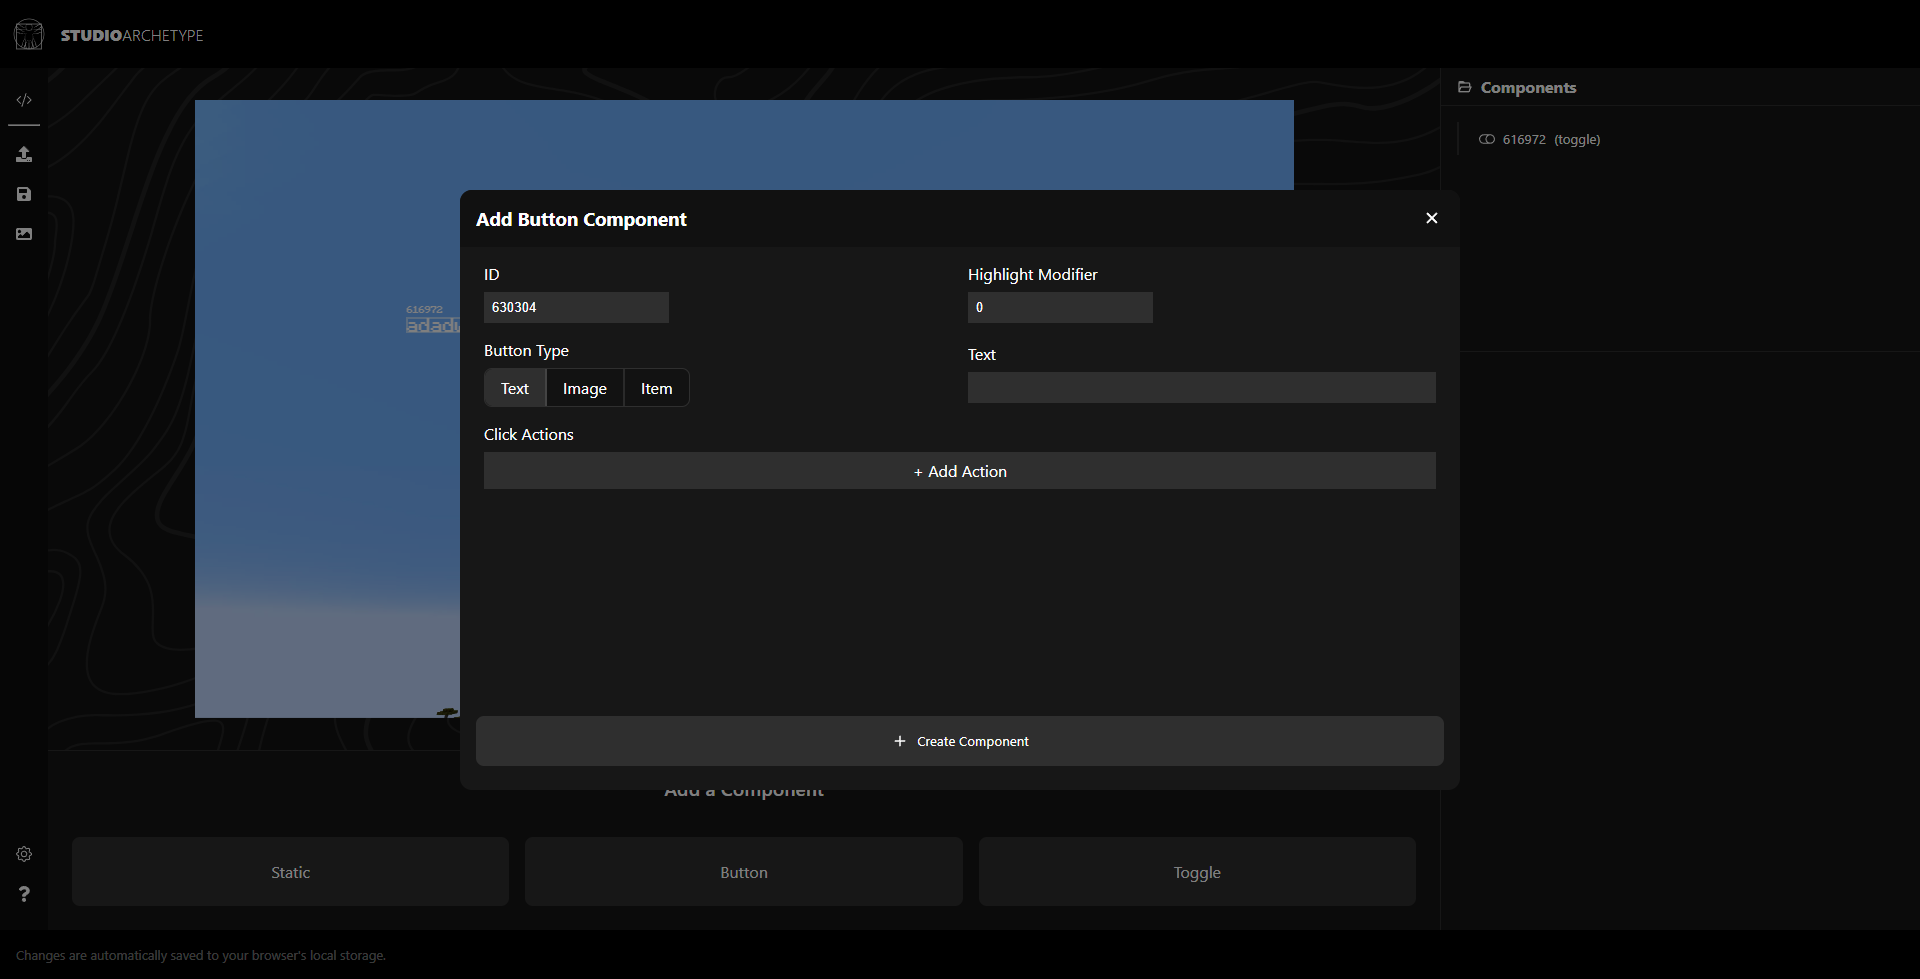 STUDIOARCHETYPE
Components
616972 (toggle)
Add Button Component
ID
630304
Highlight Modifier
0
616972
Button Type
Text
Image
Item
Text
Click Actions
+ Add Action
+ Create Component
Add a Component
Static
Button
Toggle
Changes are automatically saved to your browser's local storage.